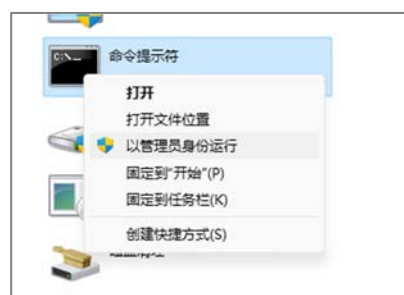 命令提示符
打开
打开文件位置
以管理员身份运行
固定到"开始"(P)
固定到任务栏(K)
创建快捷方式(S)